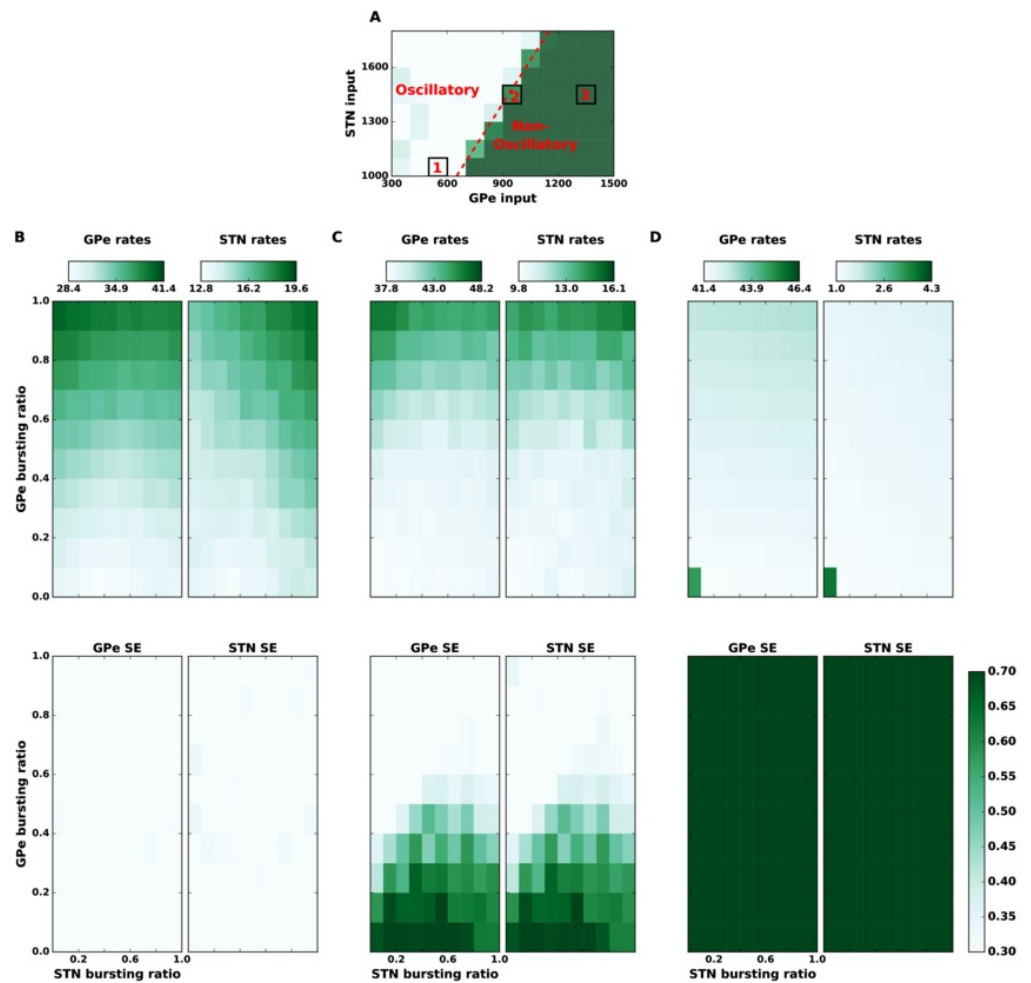 A
STN input
1600
1300
1000
Oscillatory
Non-
Oscillatory
1
2
3
300 600 900 1200 1500
GPe input
B
GPe rates STN rates
28.4 34.9 41.4 12.8 16.2 19.6
C
GPe rates STN rates
37.8 43.0 48.2 9.8 12.9 16.1
D
GPe rates STN rates
41.4 43.9 46.4 1.0 2.6 4.3
GPe bursting ratio
1.0
0.8
0.6
0.4
0.2
0.0
GPe SE STN SE
GPe SE STN SE
GPe SE STN SE
GPe bursting ratio
1.0
0.8
0.6
0.4
0.2
0.0
0.2 0.6 1.0
STN bursting ratio
0.2 0.6 1.0
STN bursting ratio
0.2 0.6 1.0
STN bursting ratio
0.70
0.65
0.60
0.55
0.50
0.45
0.40
0.35
0.30